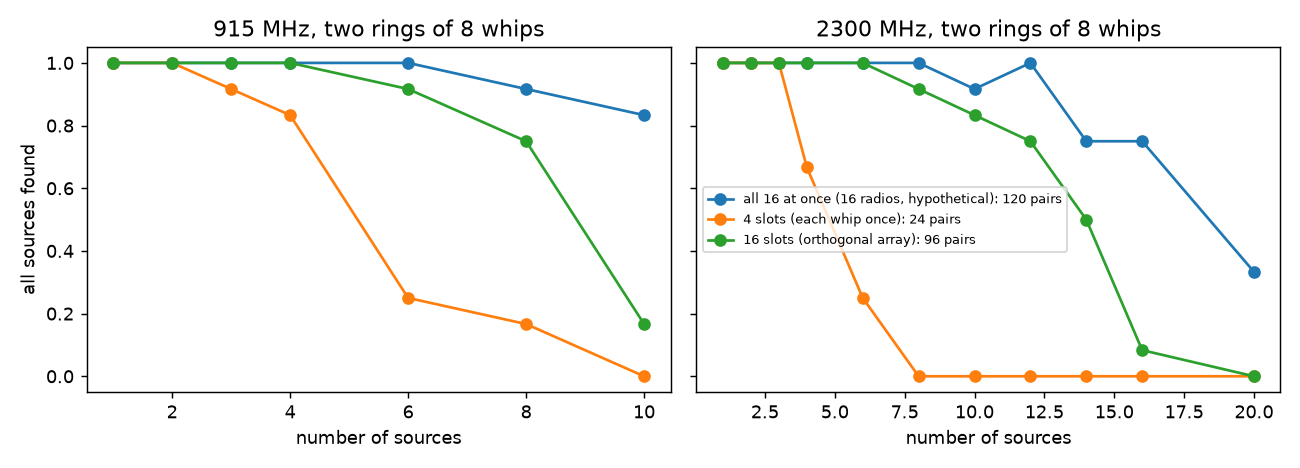 915 MHz, two rings of 8 whips
2300 MHz, two rings of 8 whips
1.0
0.8
0.6
0.4
0.2
0.0
all sources found
2
4
6
8
10
number of sources
all 16 at once (16 radios, hypothetical): 120 pairs
4 slots (each whip once): 24 pairs
16 slots (orthogonal array): 96 pairs
2.5
5.0
7.5
10.0
12.5
15.0
17.5
20.0
number of sources